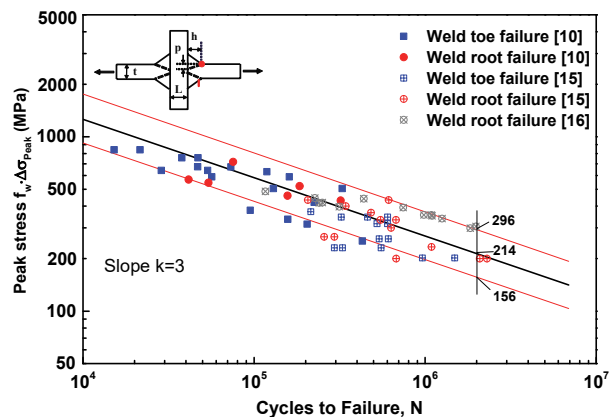 5000
2000
1000
500
200
100
50
Peak stress f_w·Δσ_Peak (MPa)
h
p
t
L
Weld toe failure [10]
Weld root failure [10]
Weld toe failure [15]
Weld root failure [15]
Weld root failure [16]
296
214
156
Slope k=3
10^4
10^5
10^6
10^7
Cycles to Failure, N